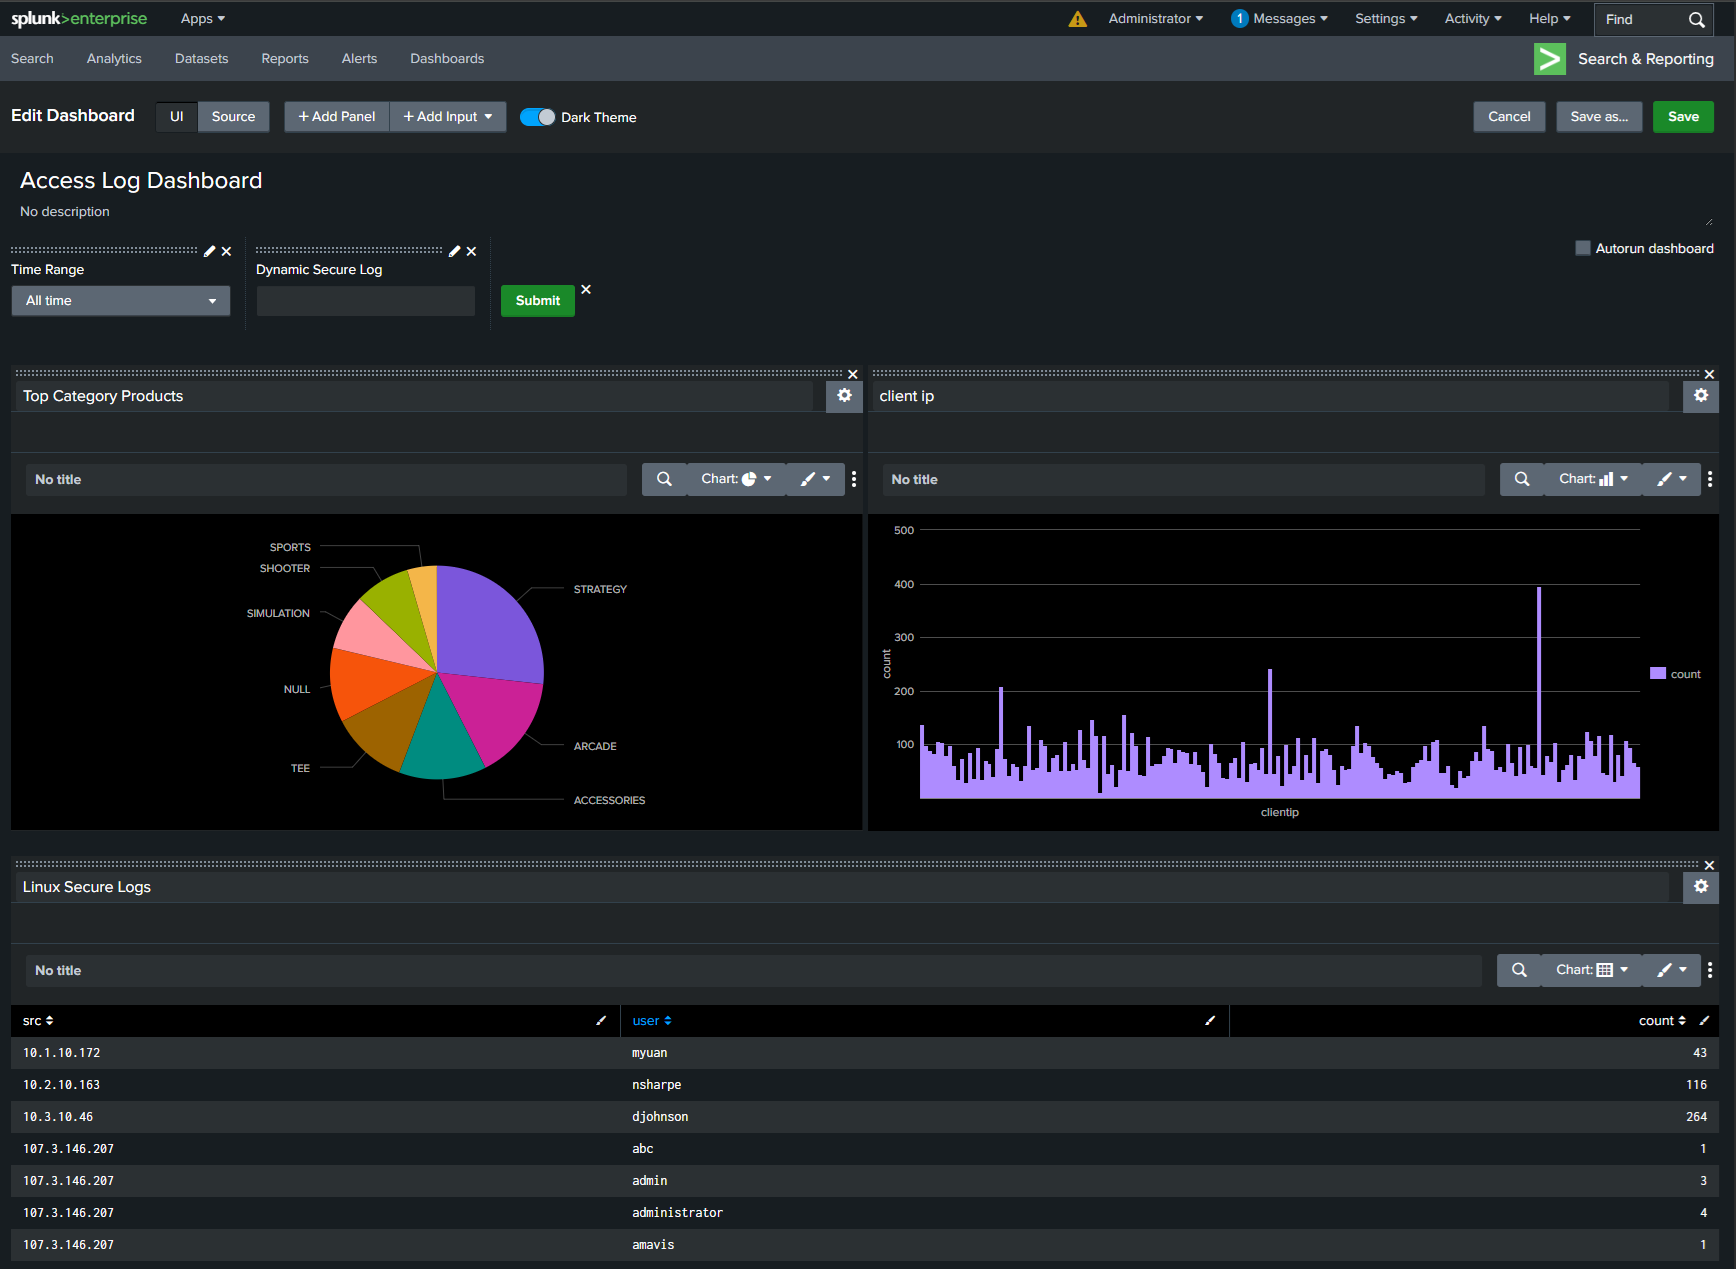 splunk>enterprise Apps Administrator 1 Messages Settings Activity Help Find
Search Analytics Datasets Reports Alerts Dashboards Search & Reporting
Edit Dashboard UI Source + Add Panel + Add Input Dark Theme Cancel Save as... Save
Access Log Dashboard
No description
Autorun dashboard
Time Range Dynamic Secure Log
All time Submit
Top Category Products
No title Chart:
SPORTS
SHOOTER
STRATEGY
SIMULATION
NULL
ARCADE
TEE
ACCESSORIES
client ip
No title Chart:
500
400
300
200
100
count
count
clientip
Linux Secure Logs
No title Chart:
src user count
10.1.10.172 myuan 43
10.2.10.163 nsharpe 116
10.3.10.46 djohnson 264
107.3.146.207 abc 1
107.3.146.207 admin 3
107.3.146.207 administrator 4
107.3.146.207 amavis 1